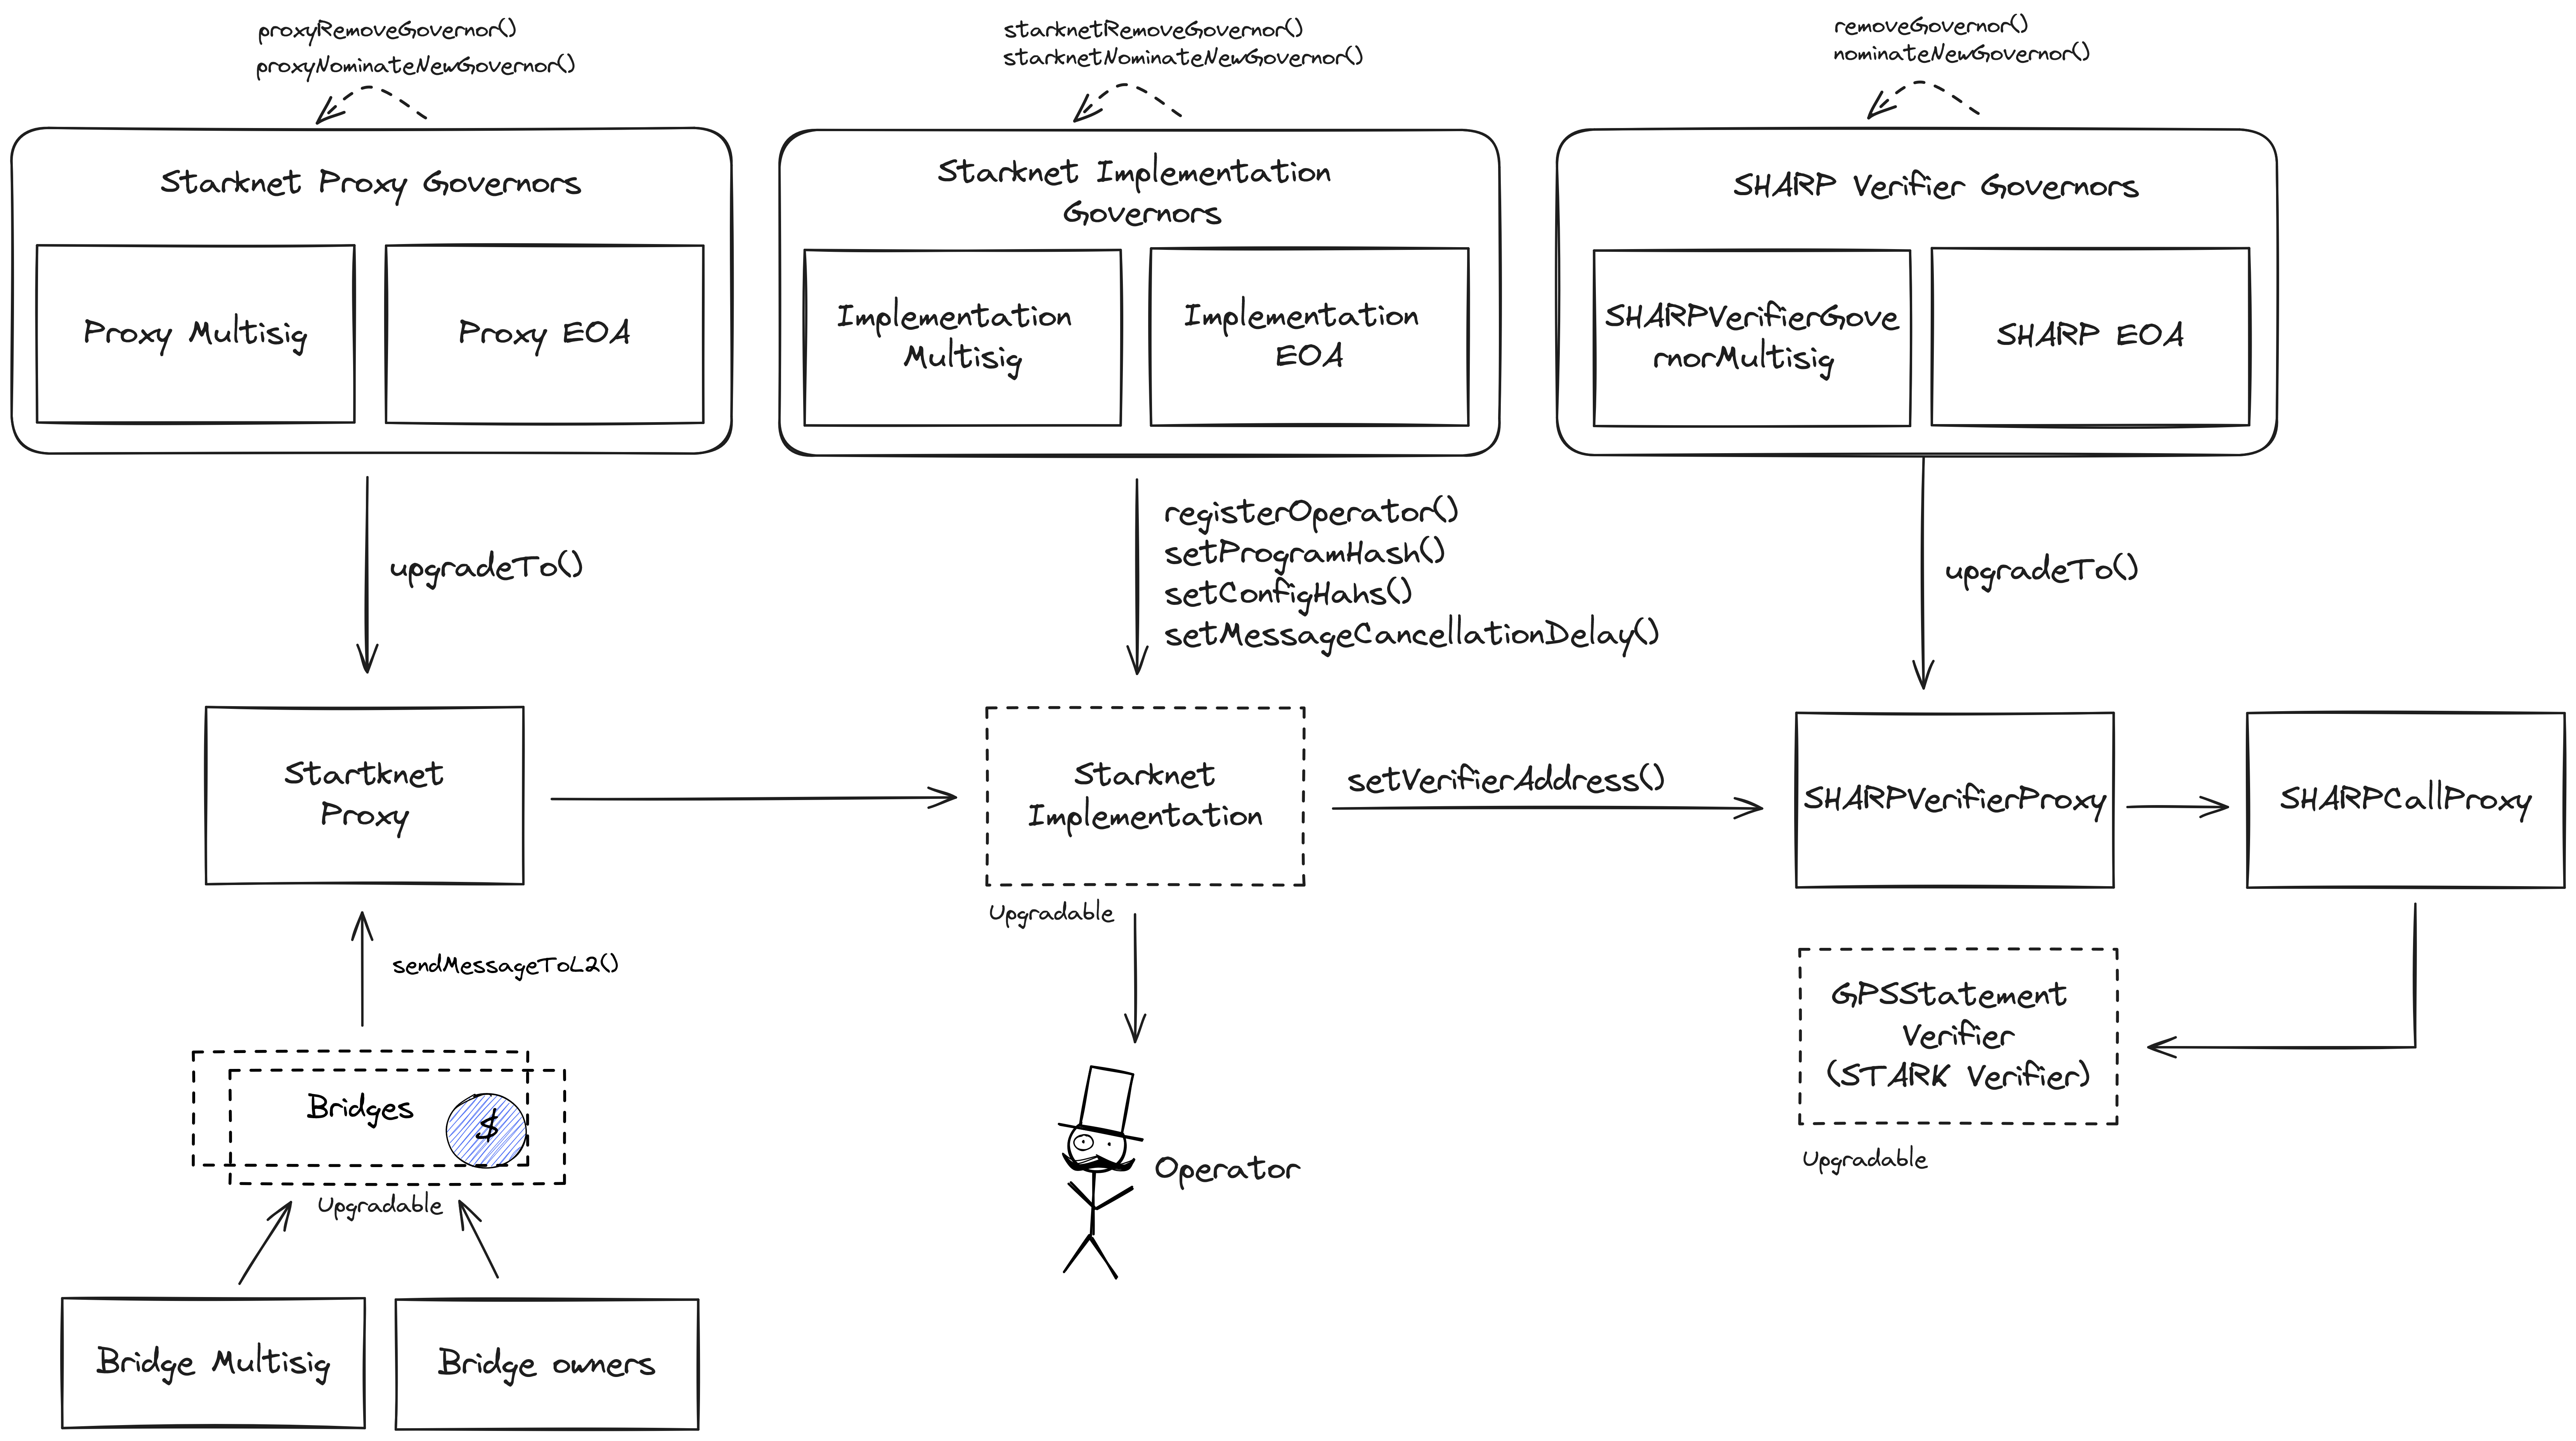 proxyRemoveGovernor()
proxyNominateNewGovernor()
starknetRemoveGovernor()
starknetNominateNewGovernor()
removeGovernor()
nominateNewGovernor()
Starknet Proxy Governors
Proxy Multisig
Proxy EOA
Starknet Implementation
Governors
Implementation
Multisig
Implementation
EOA
SHARP Verifier Governors
SHARPVerifierGove
rnorMultisig
SHARP EOA
upgradeTo()
registerOperator()
setProgramHash()
setConfigHahs()
setMessageCancellationDelay()
upgradeTo()
Startknet
Proxy
Starknet
Implementation
Upgradable
setVerifierAddress()
SHARPVerifierProxy
SHARPCallProxy
sendMessageToL2()
Bridges
$
Upgradable
Operator
GPSStatement
Verifier
(STARK Verifier)
Upgradable
Bridge Multisig
Bridge owners